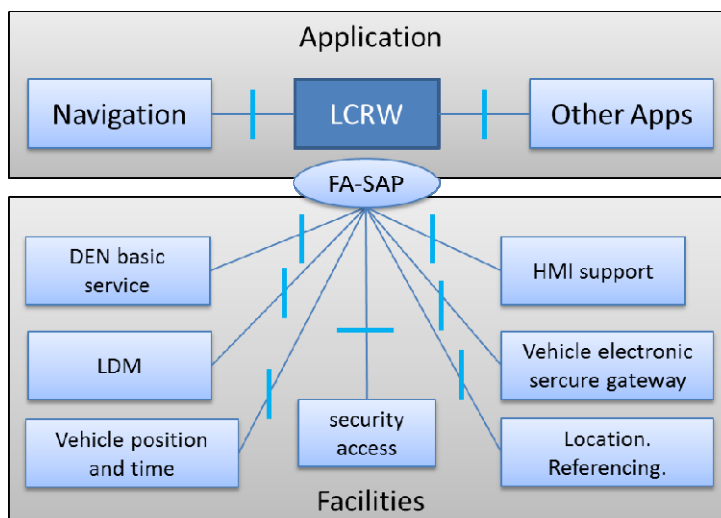 Application
Navigation
LCRW
Other Apps
FA-SAP
DEN basic
service
HMI support
LDM
Vehicle electronic
sercure gateway
Vehicle position
and time
security
access
Location.
Referencing.
Facilities